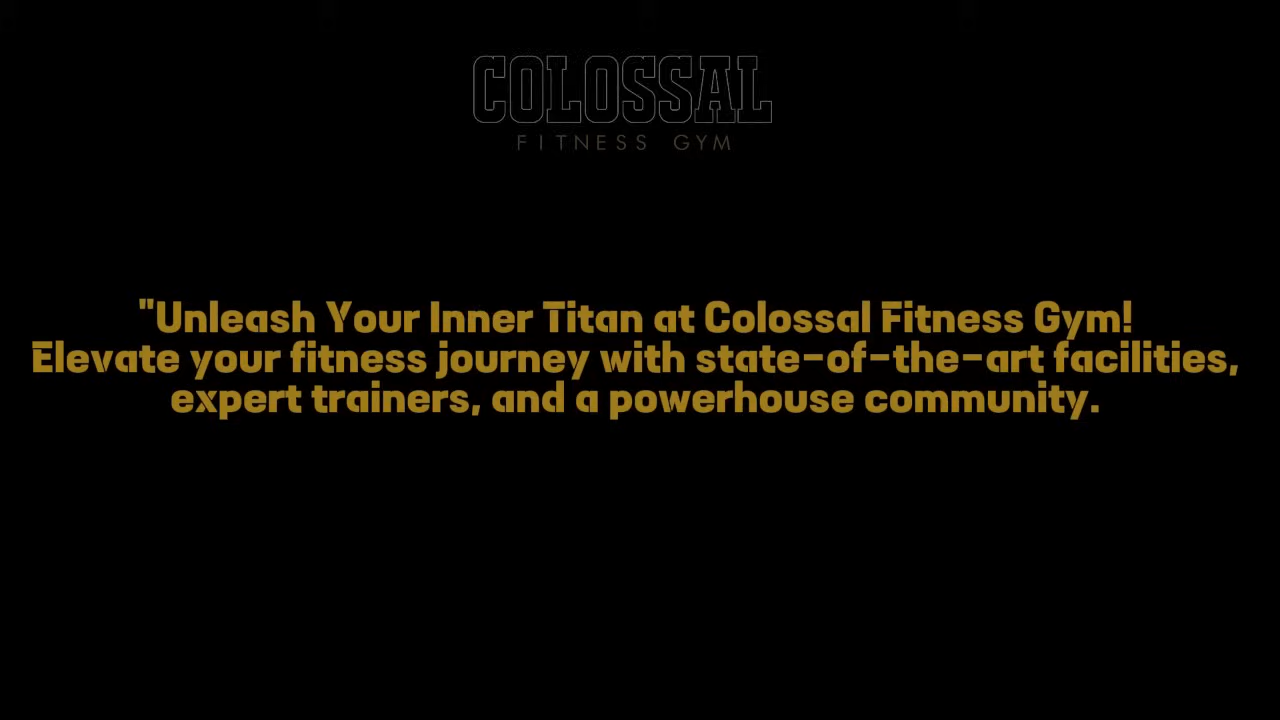 COLOSSAL
FITNESS GYM
"Unleash Your Inner Titan at Colossal Fitness Gym!
Elevate your fitness journey with state-of-the-art facilities,
expert trainers, and a powerhouse community.